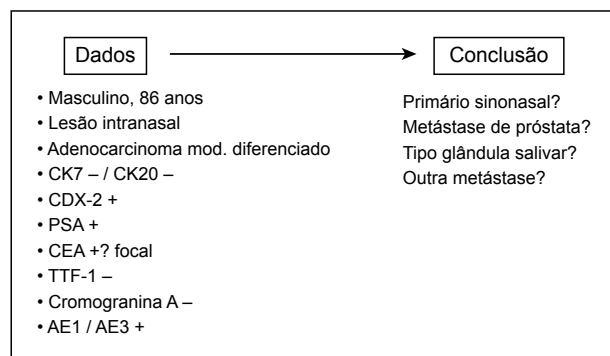 Dados
Conclusão
• Masculino, 86 anos
• Lesão intranasal
• Adenocarcinoma mod. diferenciado
• CK7 – / CK20 –
• CDX-2 +
• PSA +
• CEA +? focal
• TTF-1 –
• Cromogranina A –
• AE1 / AE3 +
Primário sinonasal?
Metástase de próstata?
Tipo glândula salivar?
Outra metástase?